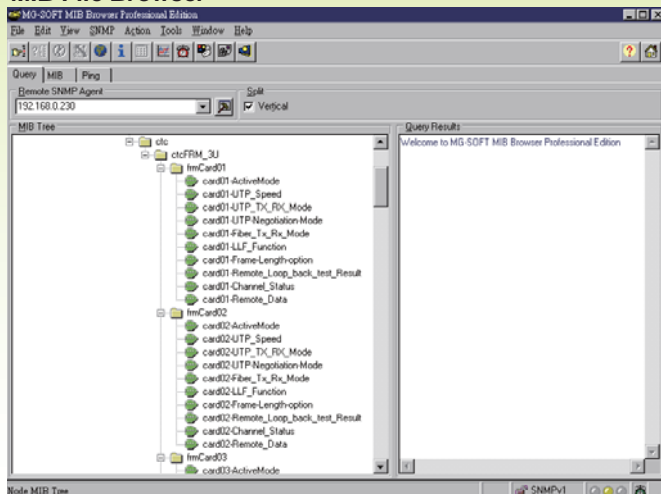 MIB File Browser
MG-SOFT MIB Browser Professional Edition
File Edit View SNMP Action Tools Window Help
Query MIB Ping
Remote SNMP Agent
Split
192.168.0.230
Vertical
MIB Tree
Query Results
Welcome to MG-SOFT MIB Browser Professional Edition
ctc
ctcFRM_3U
frmCard01
card01-ActiveMode
card01-UTP_Speed
card01-UTP_TX_RX_Mode
card01-UTP-Negotiation-Mode
card01-Fiber_Tx_Rx_Mode
card01-LLF_Function
card01-Frame-Length-option
card01-Remote_Loop_back_test_Result
card01-Channel_Status
card01-Remote_Data
frmCard02
card02-ActiveMode
card02-UTP_Speed
card02-UTP_TX_RX_Mode
card02-UTP-Negotiation-Mode
card02-Fiber_Tx_Rx_Mode
card02-LLF_Function
card02-Frame-Length-option
card02-Remote_Loop_back_test_Result
card02-Channel_Status
card02-Remote_Data
frmCard03
card03-ActiveMode
Node MIB Tree
SNMPv1